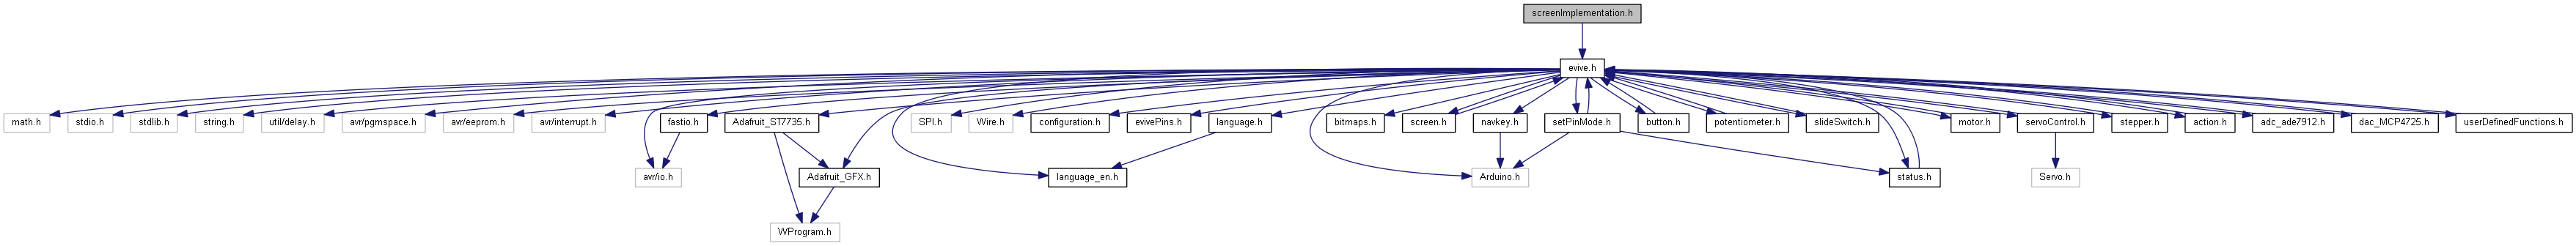 screenImplementation.h
evive.h
math.h
stdio.h
stdlib.h
string.h
util/delay.h
avr/pgmspace.h
avr/eeprom.h
avr/interrupt.h
fastio.h
Adafruit_ST7735.h
SPI.h
Wire.h
configuration.h
evivePins.h
language.h
bitmaps.h
screen.h
navkey.h
setPinMode.h
button.h
potentiometer.h
slideSwitch.h
motor.h
servoControl.h
stepper.h
action.h
adc_ade7912.h
dac_MCP4725.h
userDefinedFunctions.h
avr/io.h
Adafruit_GFX.h
language_en.h
Arduino.h
status.h
Servo.h
WProgram.h